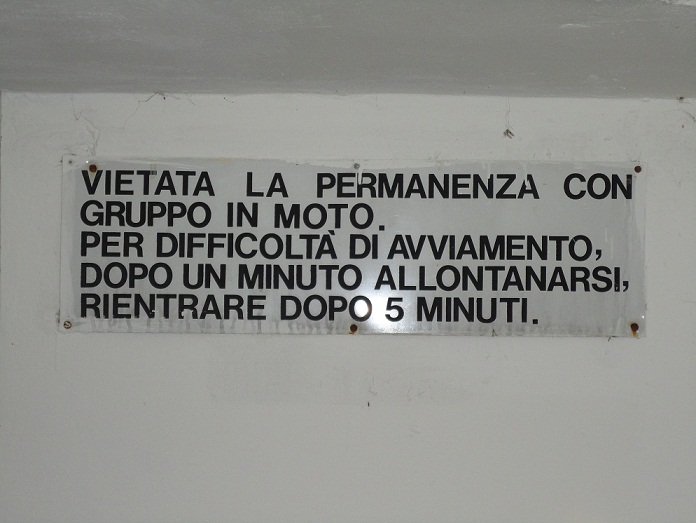 VIETATA LA PERMANENZA CON
GRUPPO IN MOTO.
PER DIFFICOLTÀ DI AVVIAMENTO,
DOPO UN MINUTO ALLONTANARSI,
RIENTRARE DOPO 5 MINUTI.